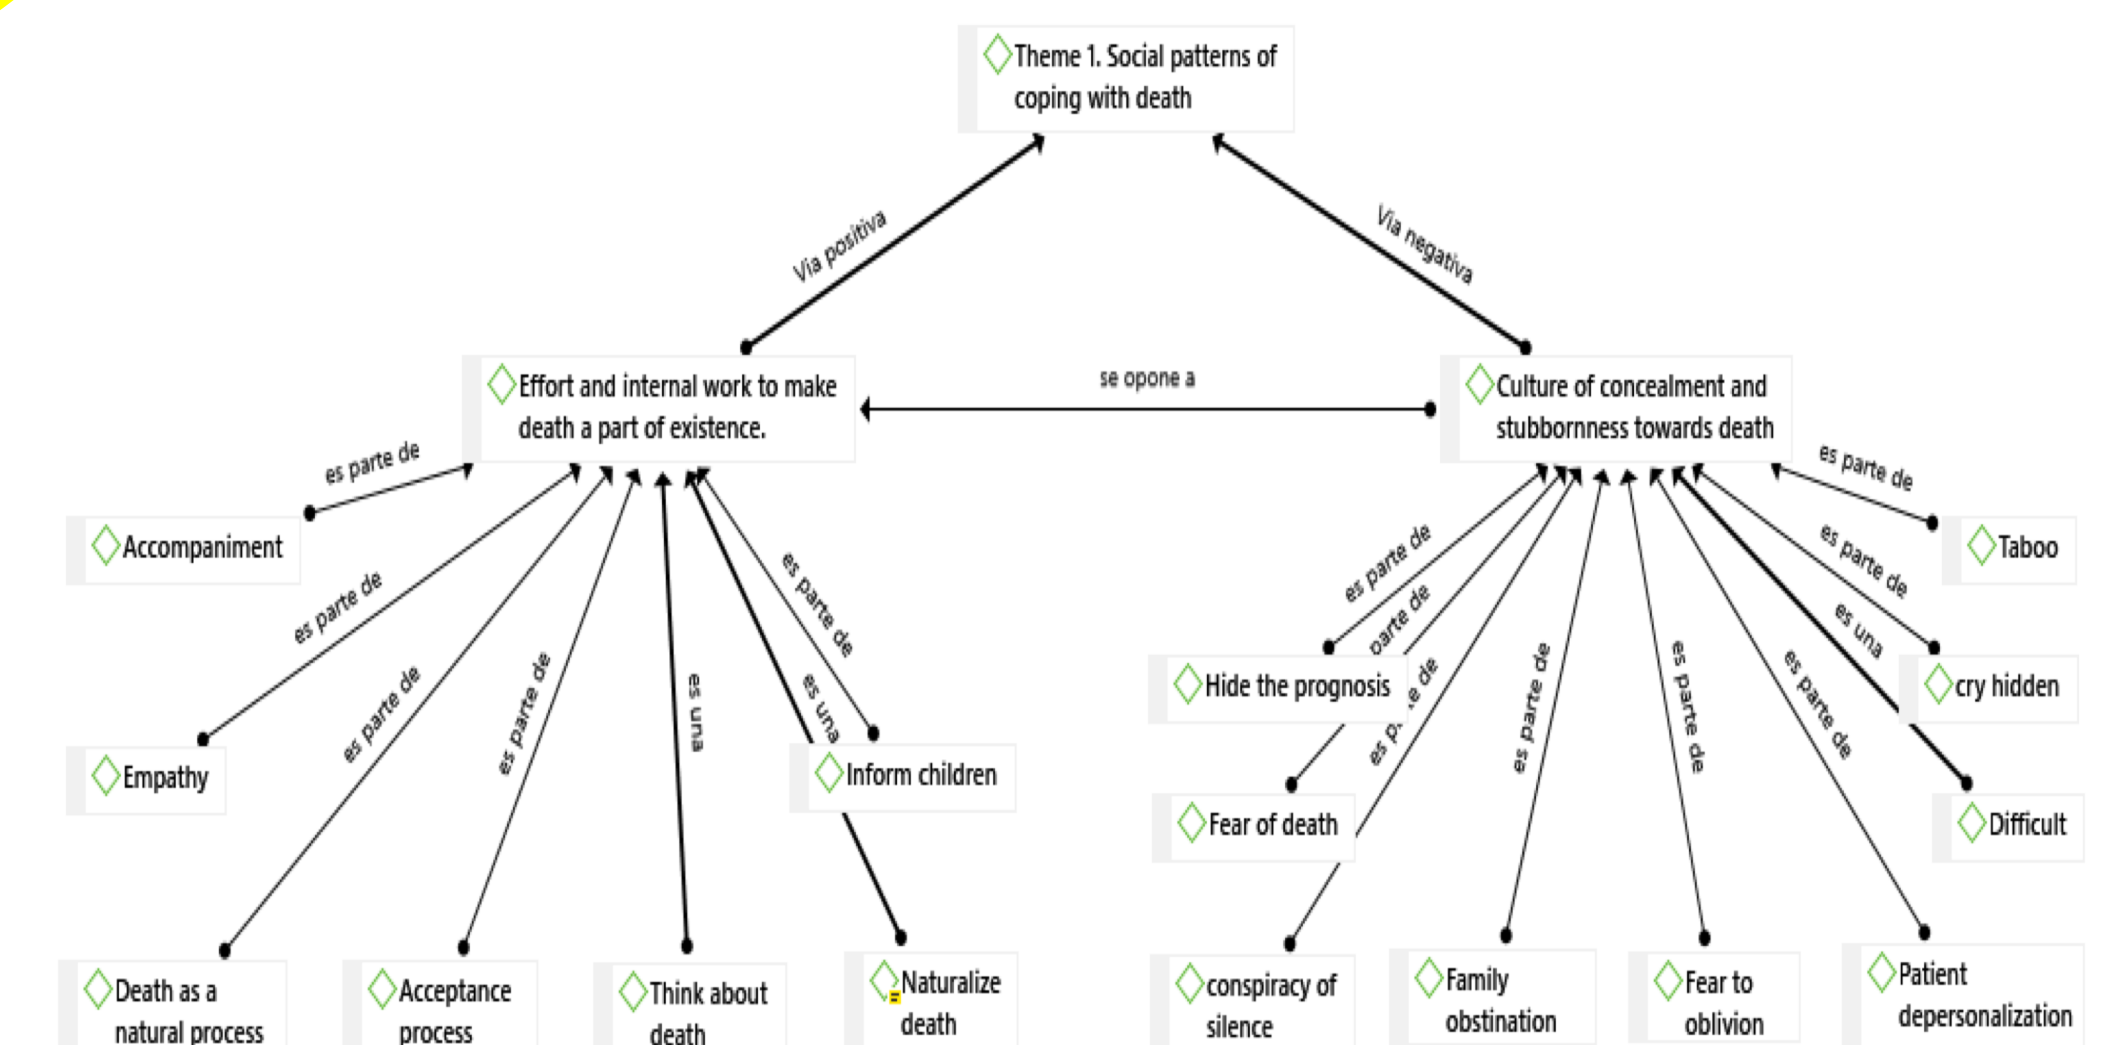 Theme 1. Social patterns of
coping with death
Via positiva
Via negativa
Effort and internal work to make
death a part of existence.
se opone a
Culture of concealment and
stubbornness towards death
es parte de
Accompaniment
es parte de
Empathy
es parte de
Death as a
natural process
es parte de
Acceptance
process
es una
Think about
death
es una
Naturalize
death
es parte de
Inform children
es parte de
Hide the prognosis
parte de
Fear of death
es p
e de
conspiracy of
silence
es parte de
Family
obstination
es parte de
Fear to
oblivion
es parte de
Patient
depersonalization
es una
Difficult
es parte de
cry hidden
es parte de
Taboo